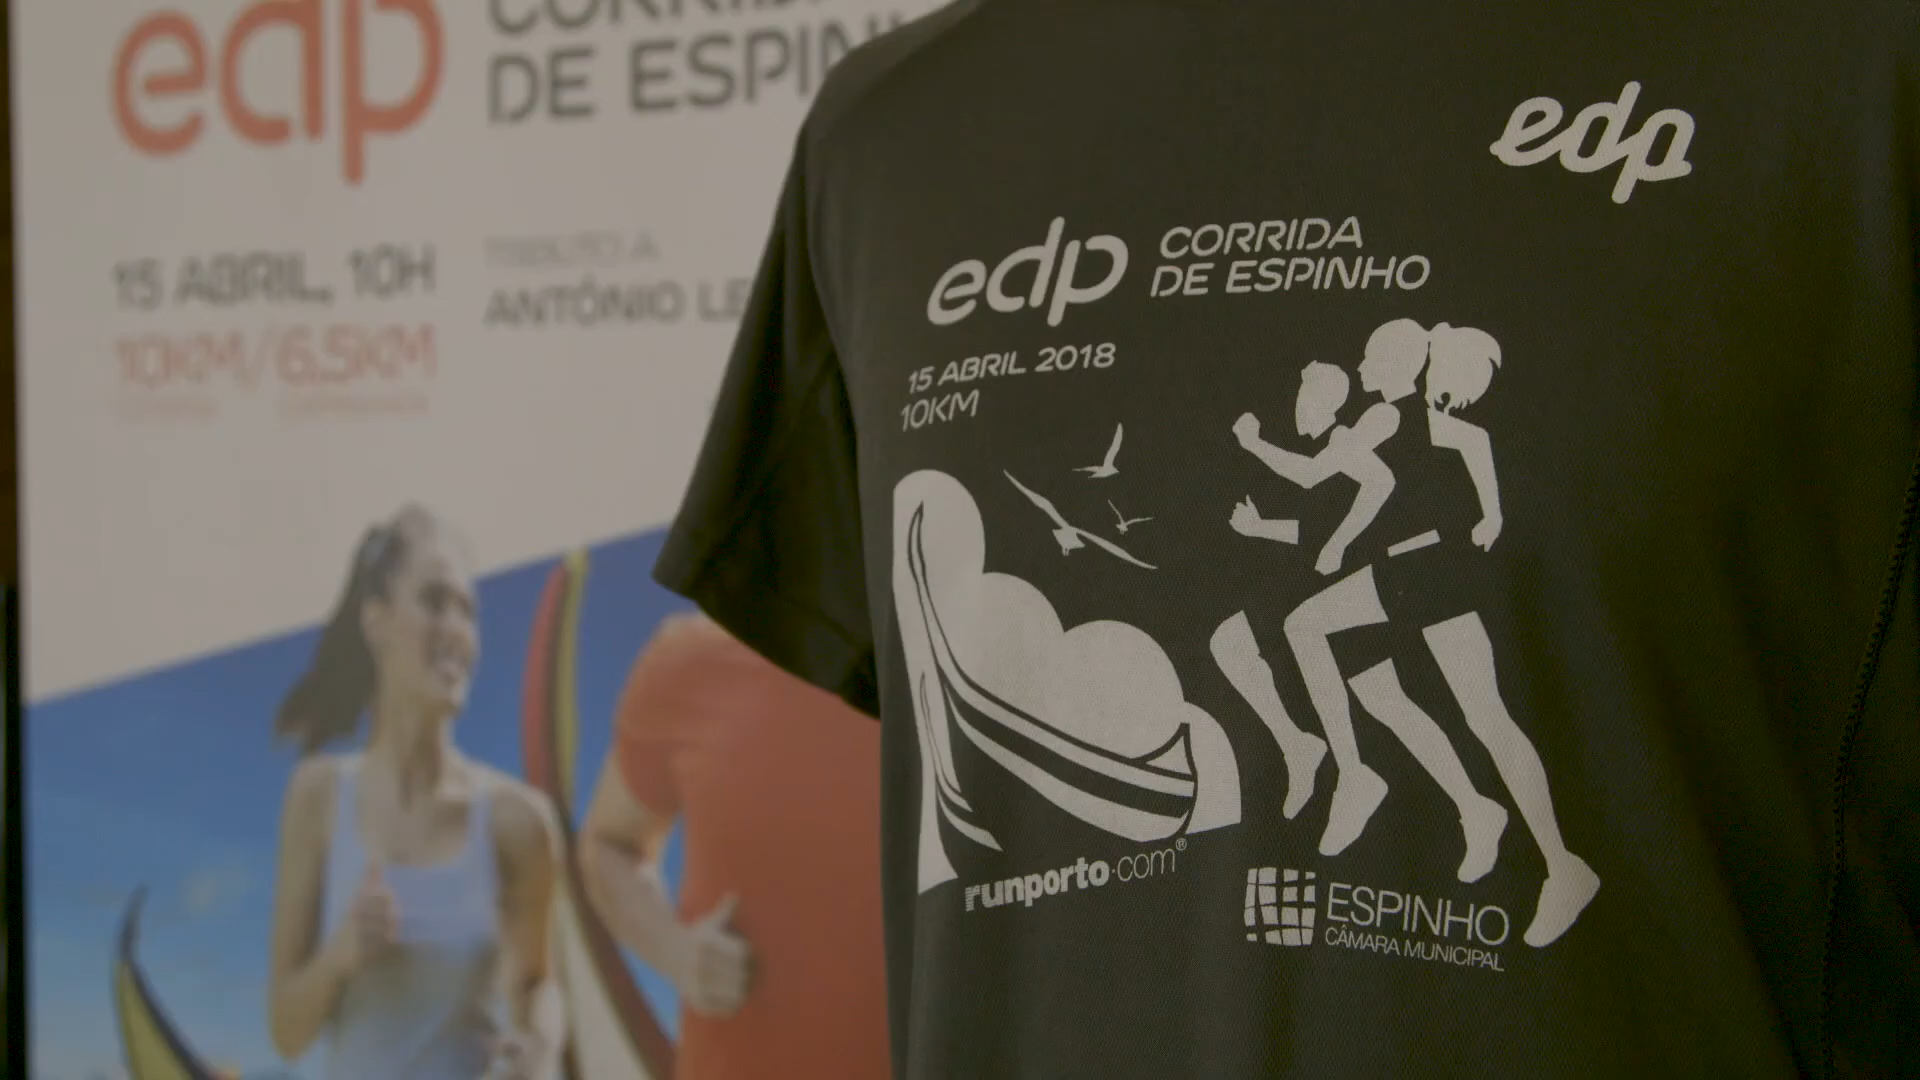 edp
DE ESPIN
15 ABRIL, 10H
10KM/6,5KM
TRIBUTO A
ANTÓNIO LE
edp
edp CORRIDA
DE ESPINHO
15 ABRIL 2018
10KM
runporto.com®
ESPINHO
CÂMARA MUNICIPAL